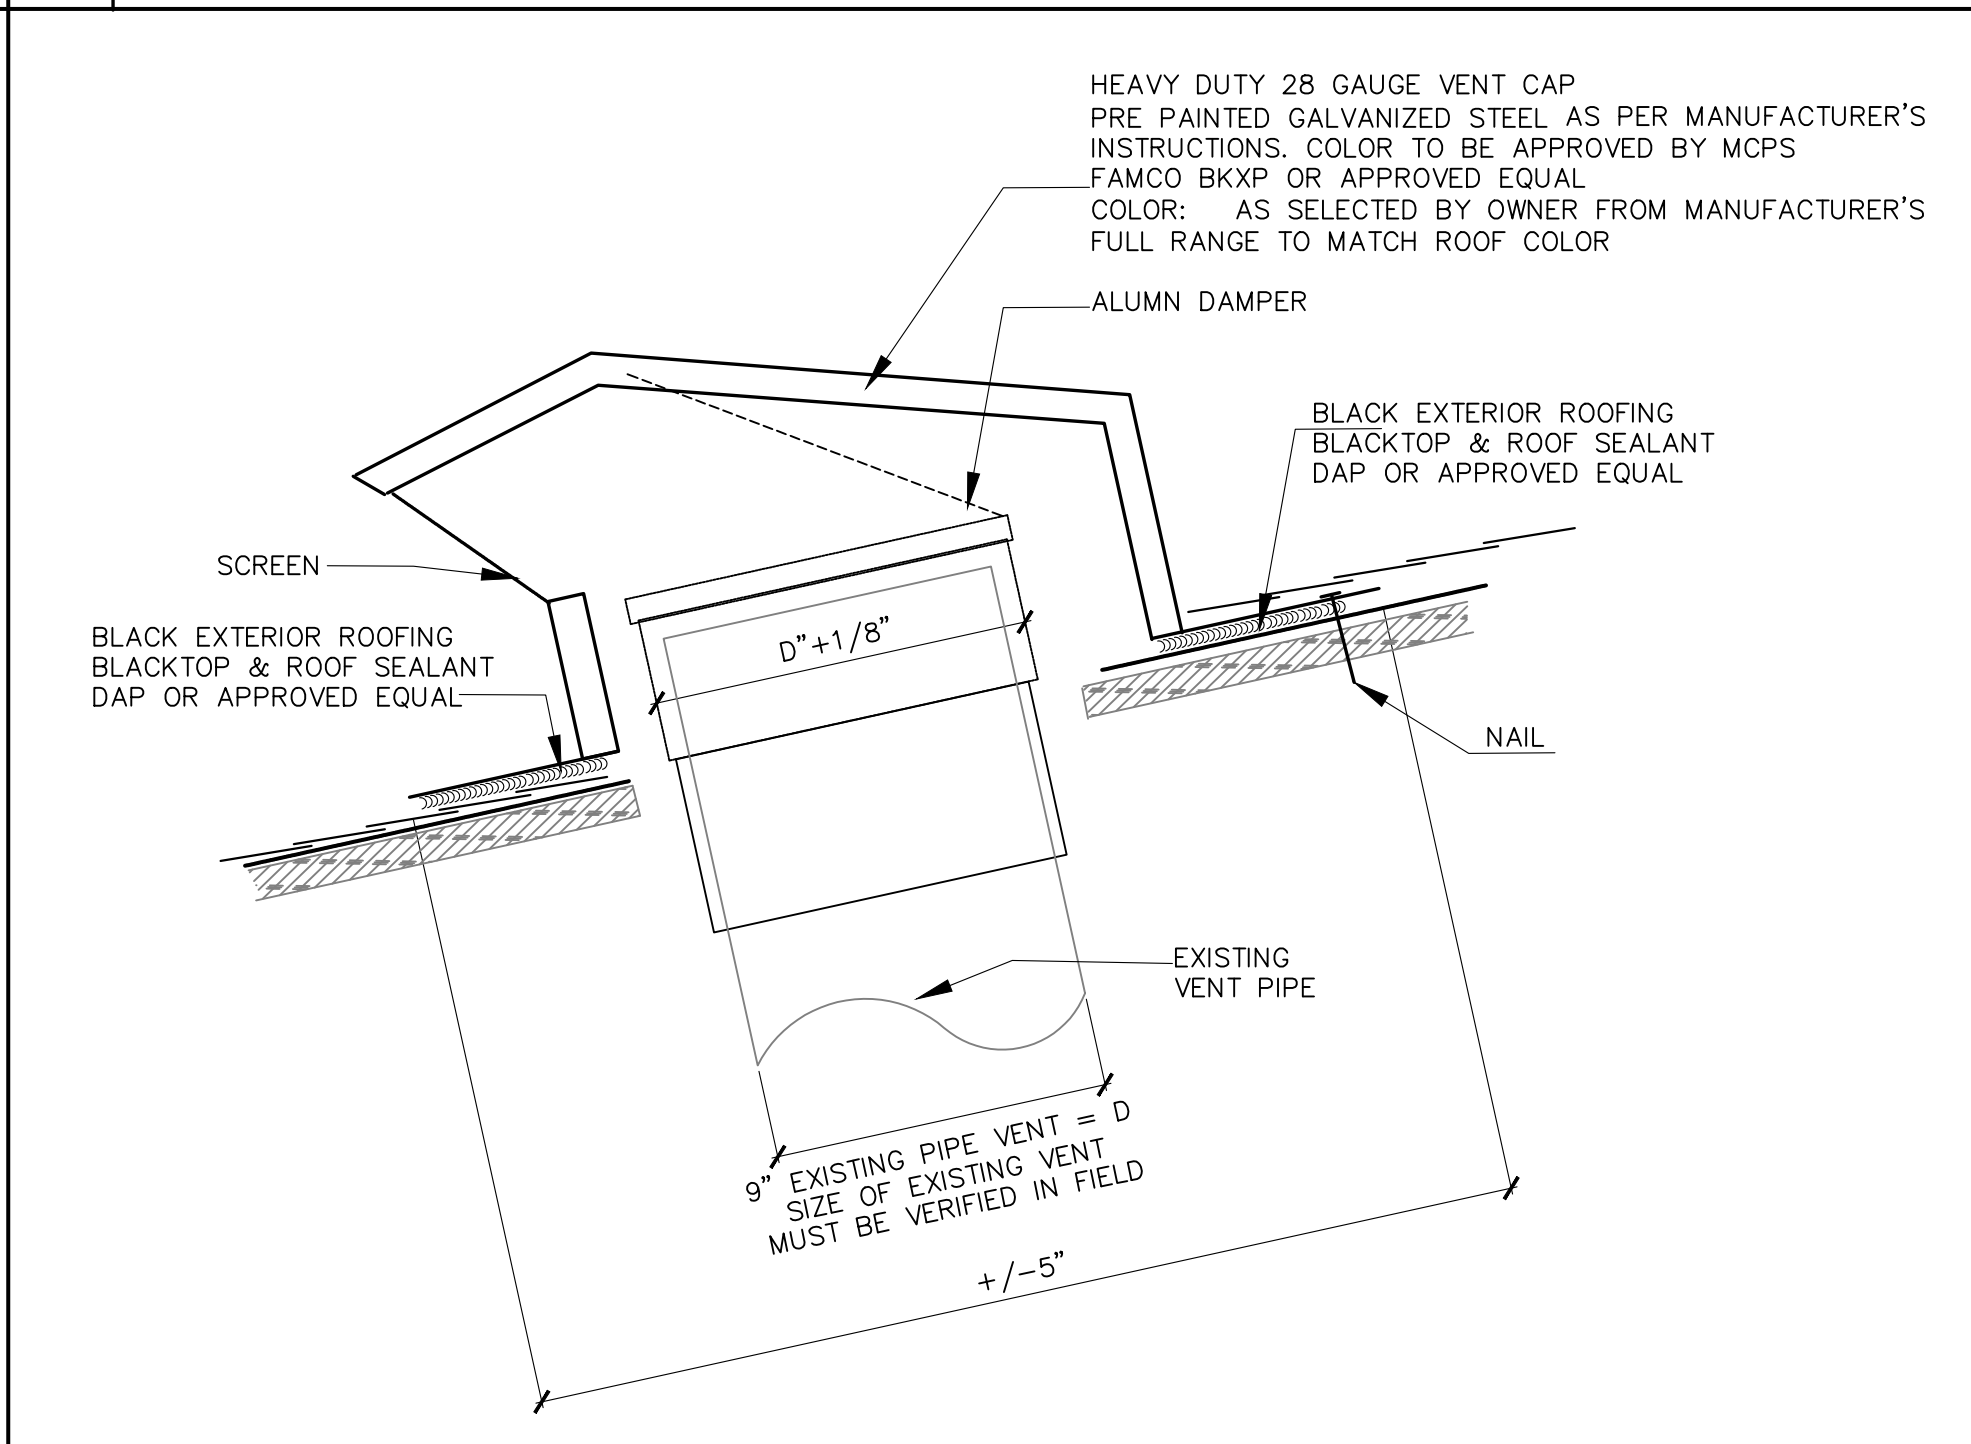 HEAVY DUTY 28 GAUGE VENT CAP
PRE PAINTED GALVANIZED STEEL AS PER MANUFACTURER'S
INSTRUCTIONS. COLOR TO BE APPROVED BY MCPS
FAMCO BKXP OR APPROVED EQUAL
COLOR: AS SELECTED BY OWNER FROM MANUFACTURER'S
FULL RANGE TO MATCH ROOF COLOR
ALUMN DAMPER
BLACK EXTERIOR ROOFING
BLACKTOP & ROOF SEALANT
DAP OR APPROVED EQUAL
SCREEN
BLACK EXTERIOR ROOFING
BLACKTOP & ROOF SEALANT
DAP OR APPROVED EQUAL
D"+1/8"
NAIL
EXISTING
VENT PIPE
9" EXISTING PIPE VENT = D
SIZE OF EXISTING VENT
MUST BE VERIFIED IN FIELD
+/-5"